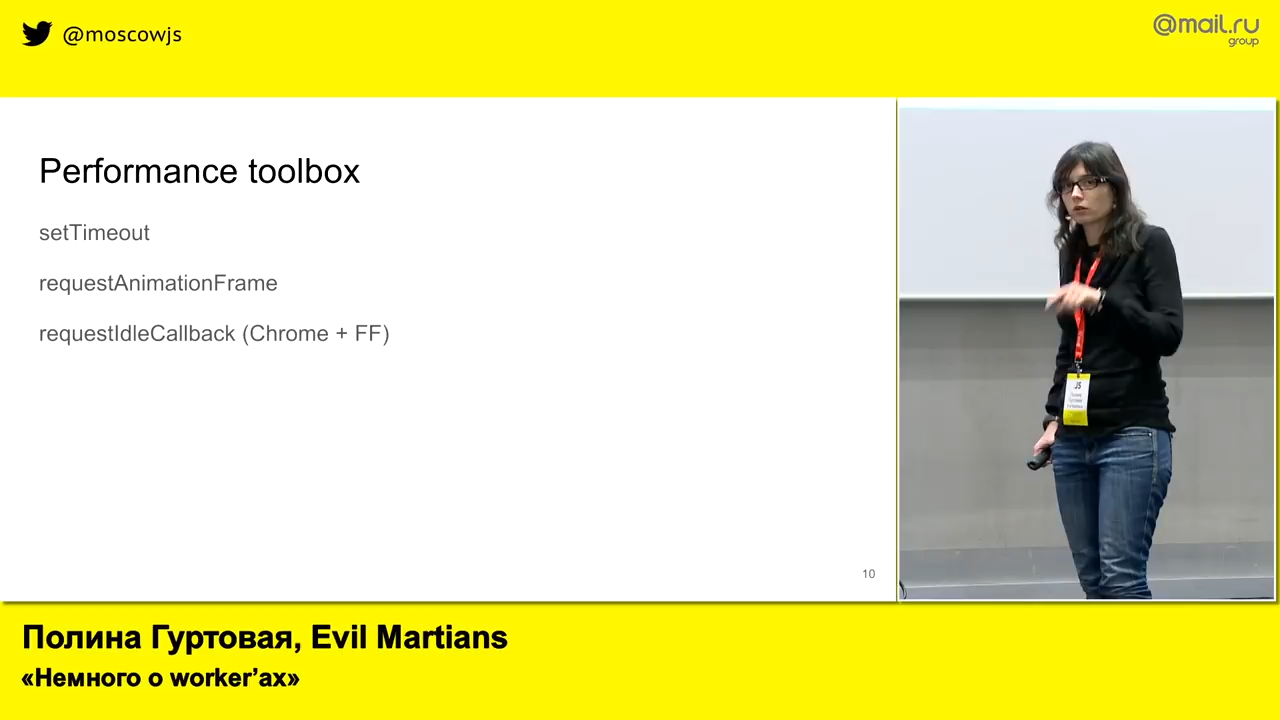 @moscowjs
@mail.ru
group
Performance toolbox
setTimeout
requestAnimationFrame
requestIdleCallback (Chrome + FF)
10
JS
Полина Гуртовая, Evil Martians
«Немного о worker’ах»